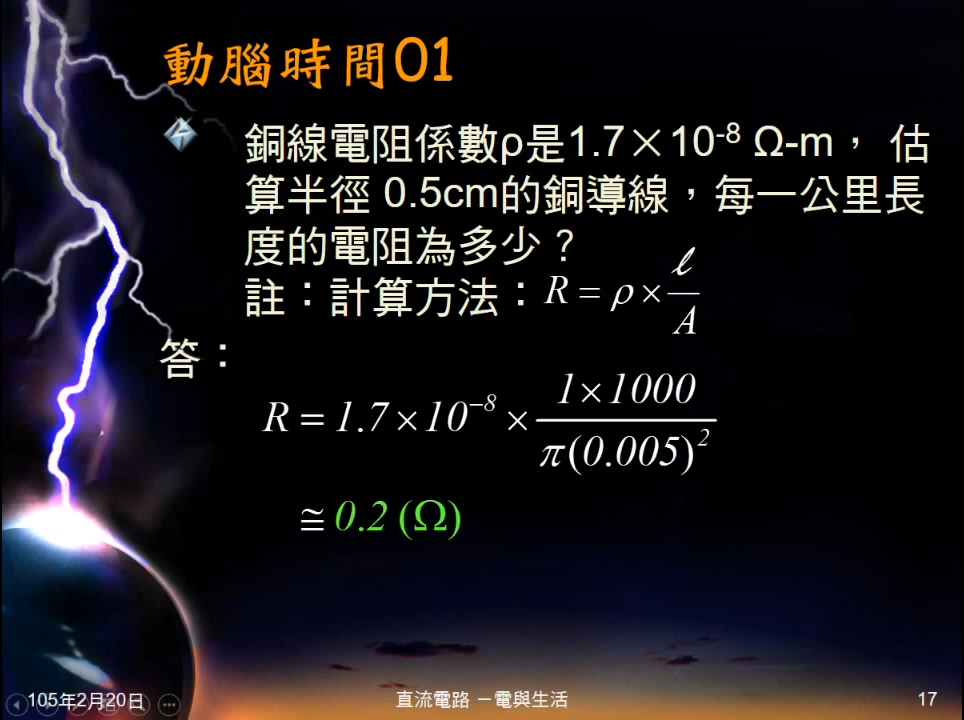 動腦時間01
銅線電阻係數ρ是1.7×10⁻⁸ Ω-m， 估
算半徑 0.5cm的銅導線，每一公里長
度的電阻為多少？
註：計算方法：R = ρ × ℓ / A
答：
R = 1.7×10⁻⁸ × 1×1000 / π(0.005)²
≅ 0.2 (Ω)
105年2月20日
直流電路 －電與生活
17